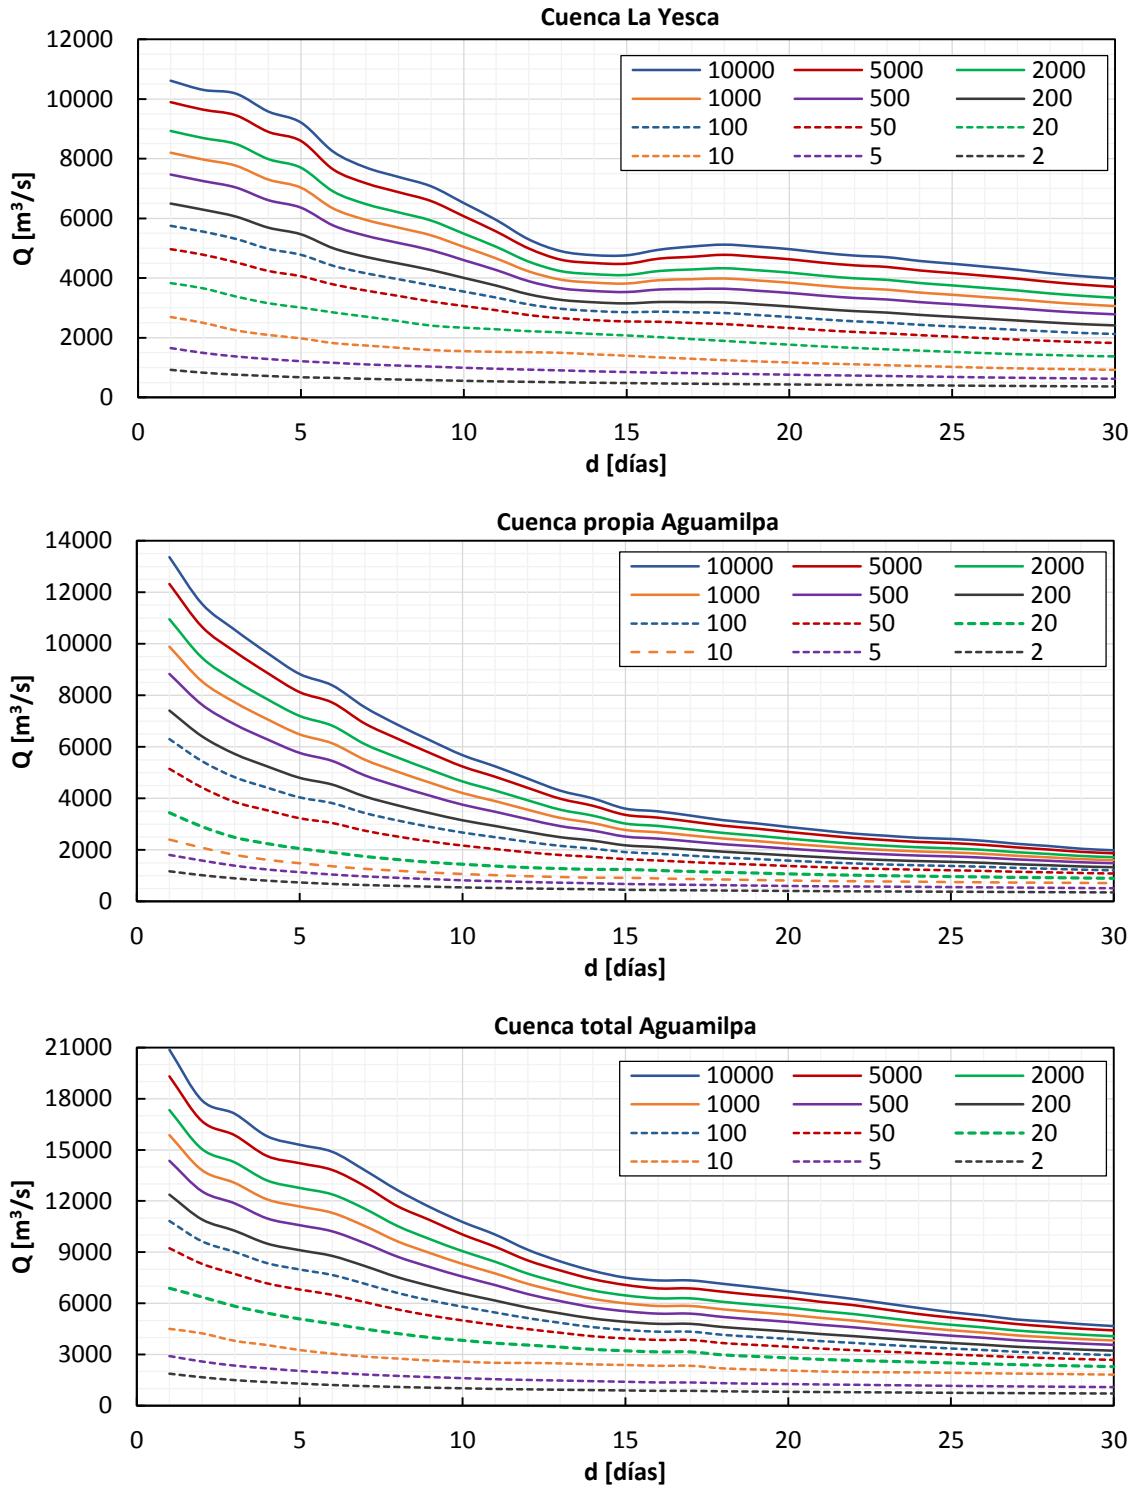 Cuenca La Yesca
12000
10000
8000
6000
4000
2000
0
Q [m³/s]
10000 5000 2000
1000 500 200
100 50 20
10 5 2
0 5 10 15 20 25 30
d [días]
Cuenca propia Aguamilpa
14000
12000
10000
8000
6000
4000
2000
0
Q [m³/s]
10000 5000 2000
1000 500 200
100 50 20
10 5 2
0 5 10 15 20 25 30
d [días]
Cuenca total Aguamilpa
21000
18000
15000
12000
9000
6000
3000
0
Q [m³/s]
10000 5000 2000
1000 500 200
100 50 20
10 5 2
0 5 10 15 20 25 30
d [días]